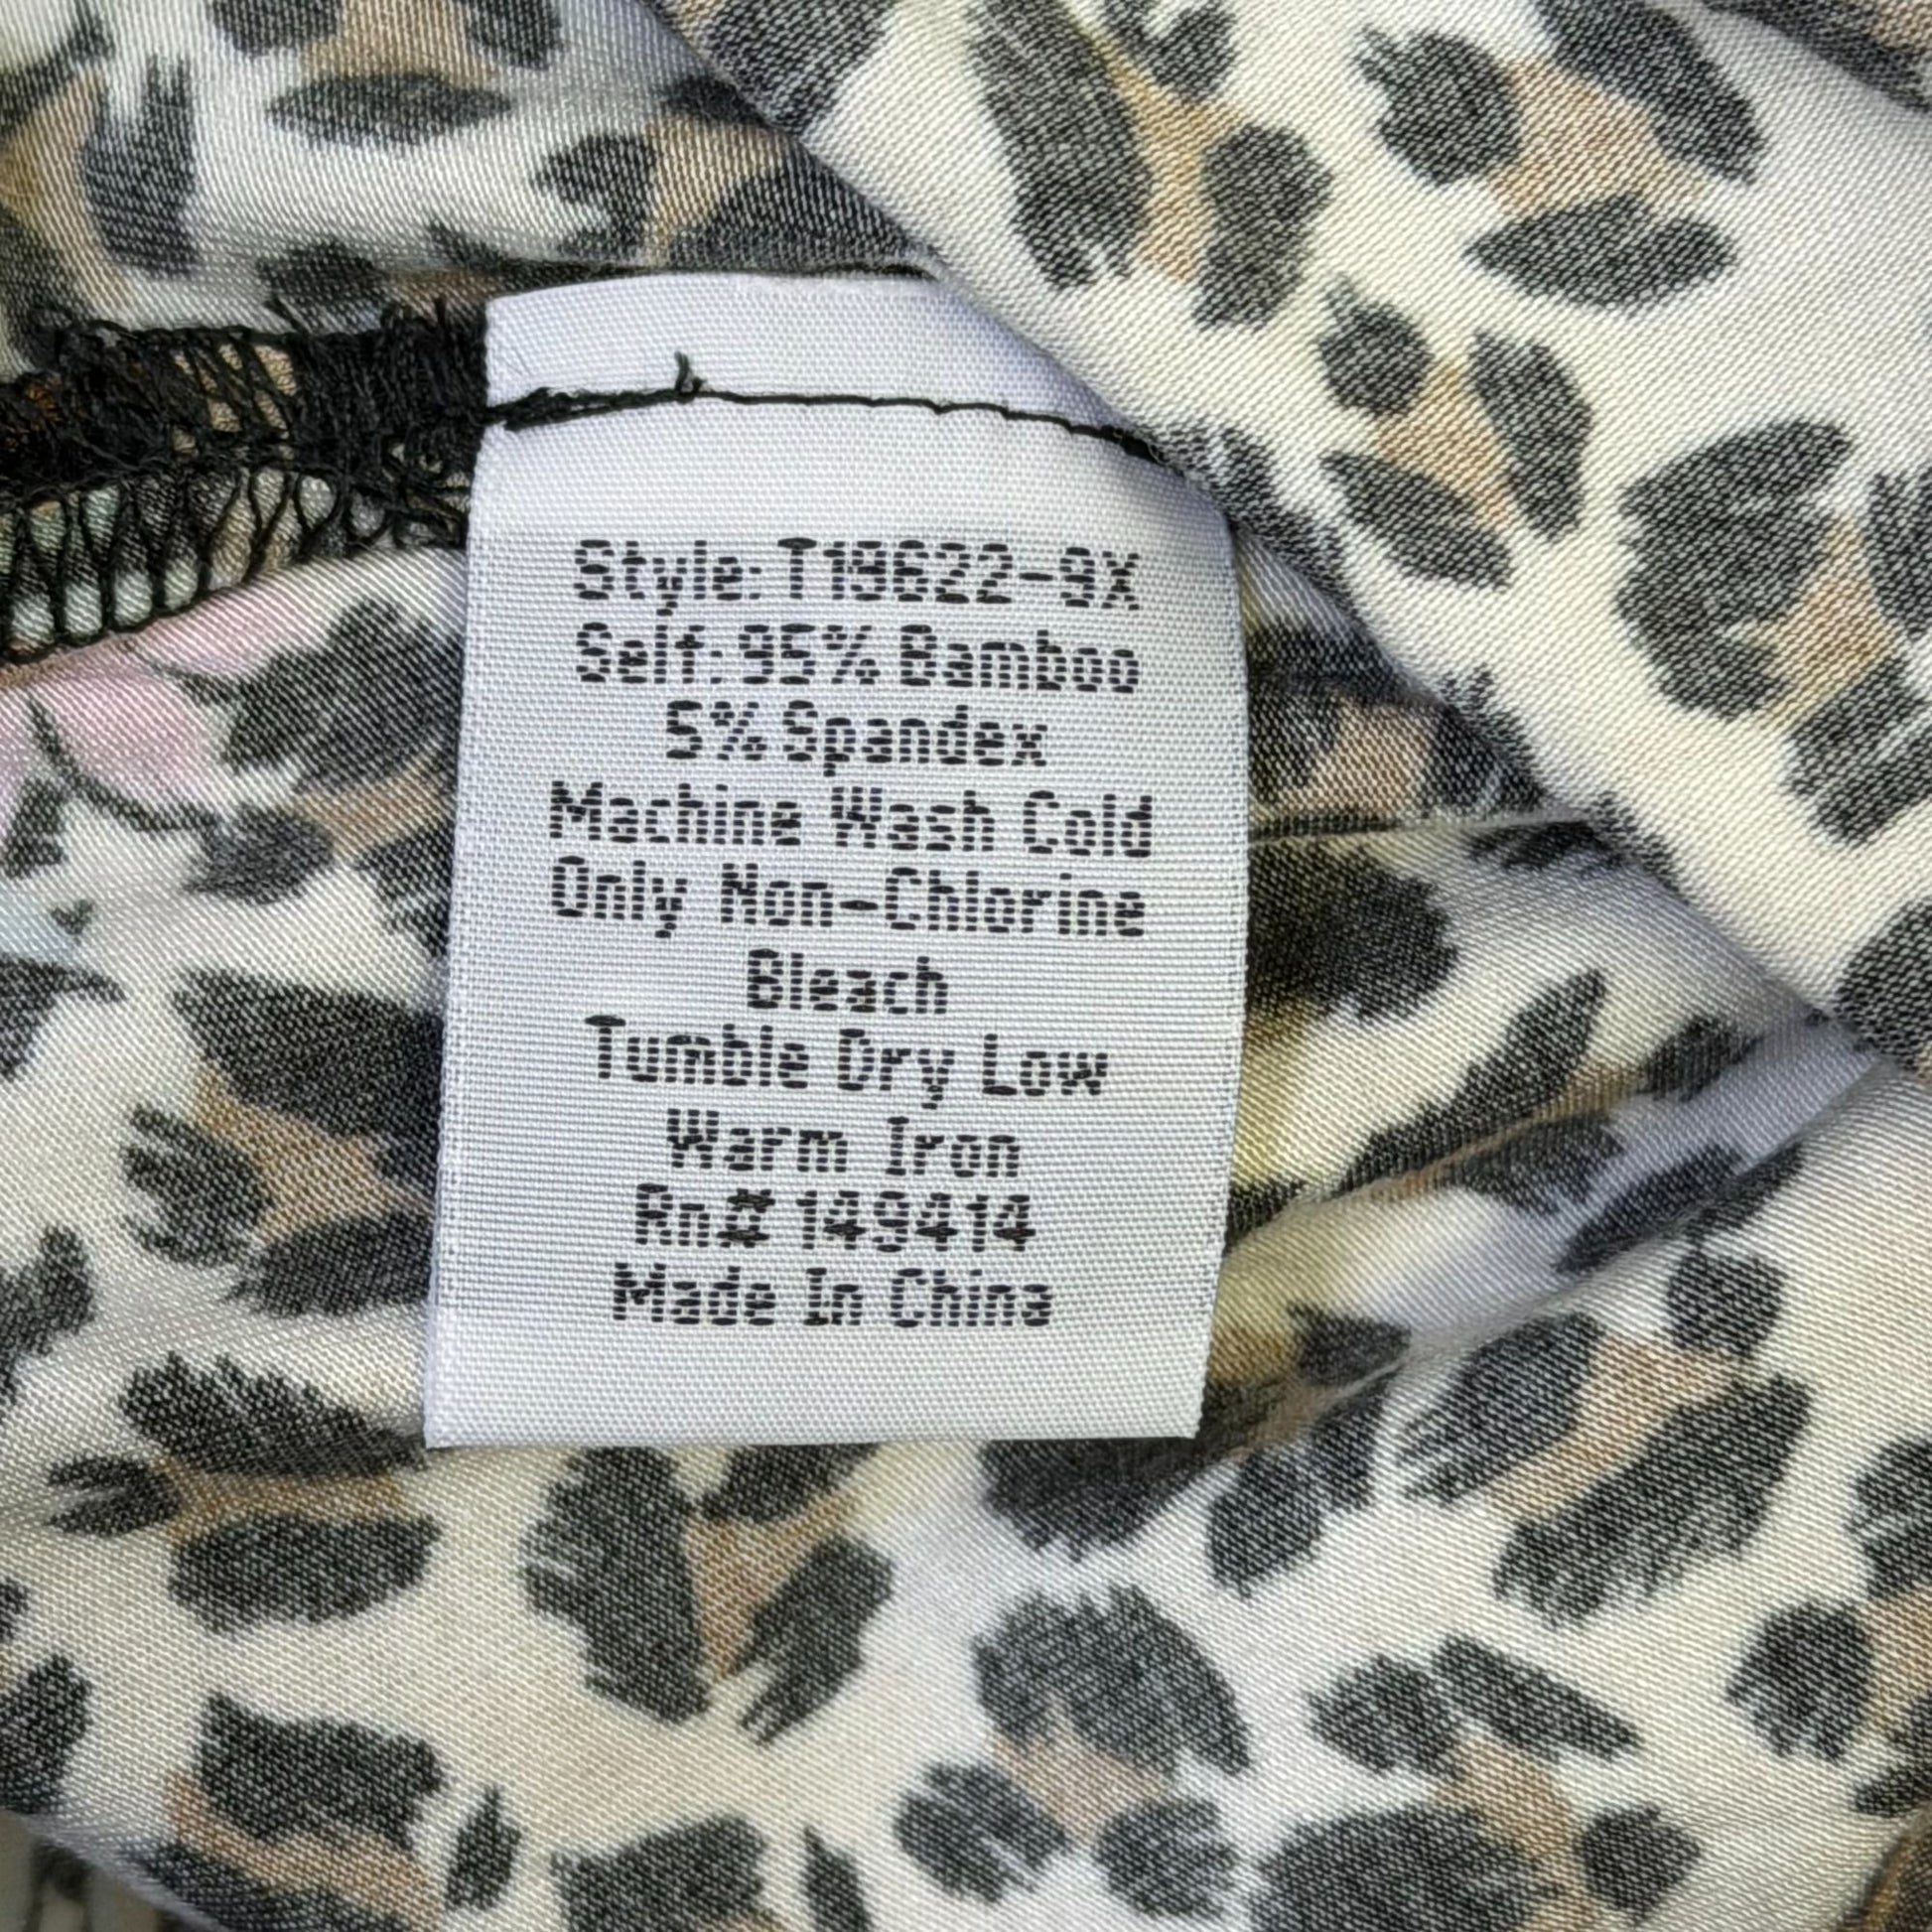 Style: T19622-9X
Self: 95% Bamboo
5% Spandex
Machine Wash Cold
Only Non-Chlorine
Bleach
Tumble Dry Low
Warm Iron
Rn# 149414
Made In China